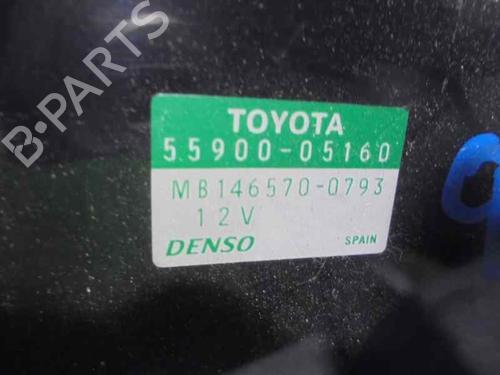 B-PARTS
TOYOTA
55900-05160
MB146570-0793
12V
DENSO SPAIN